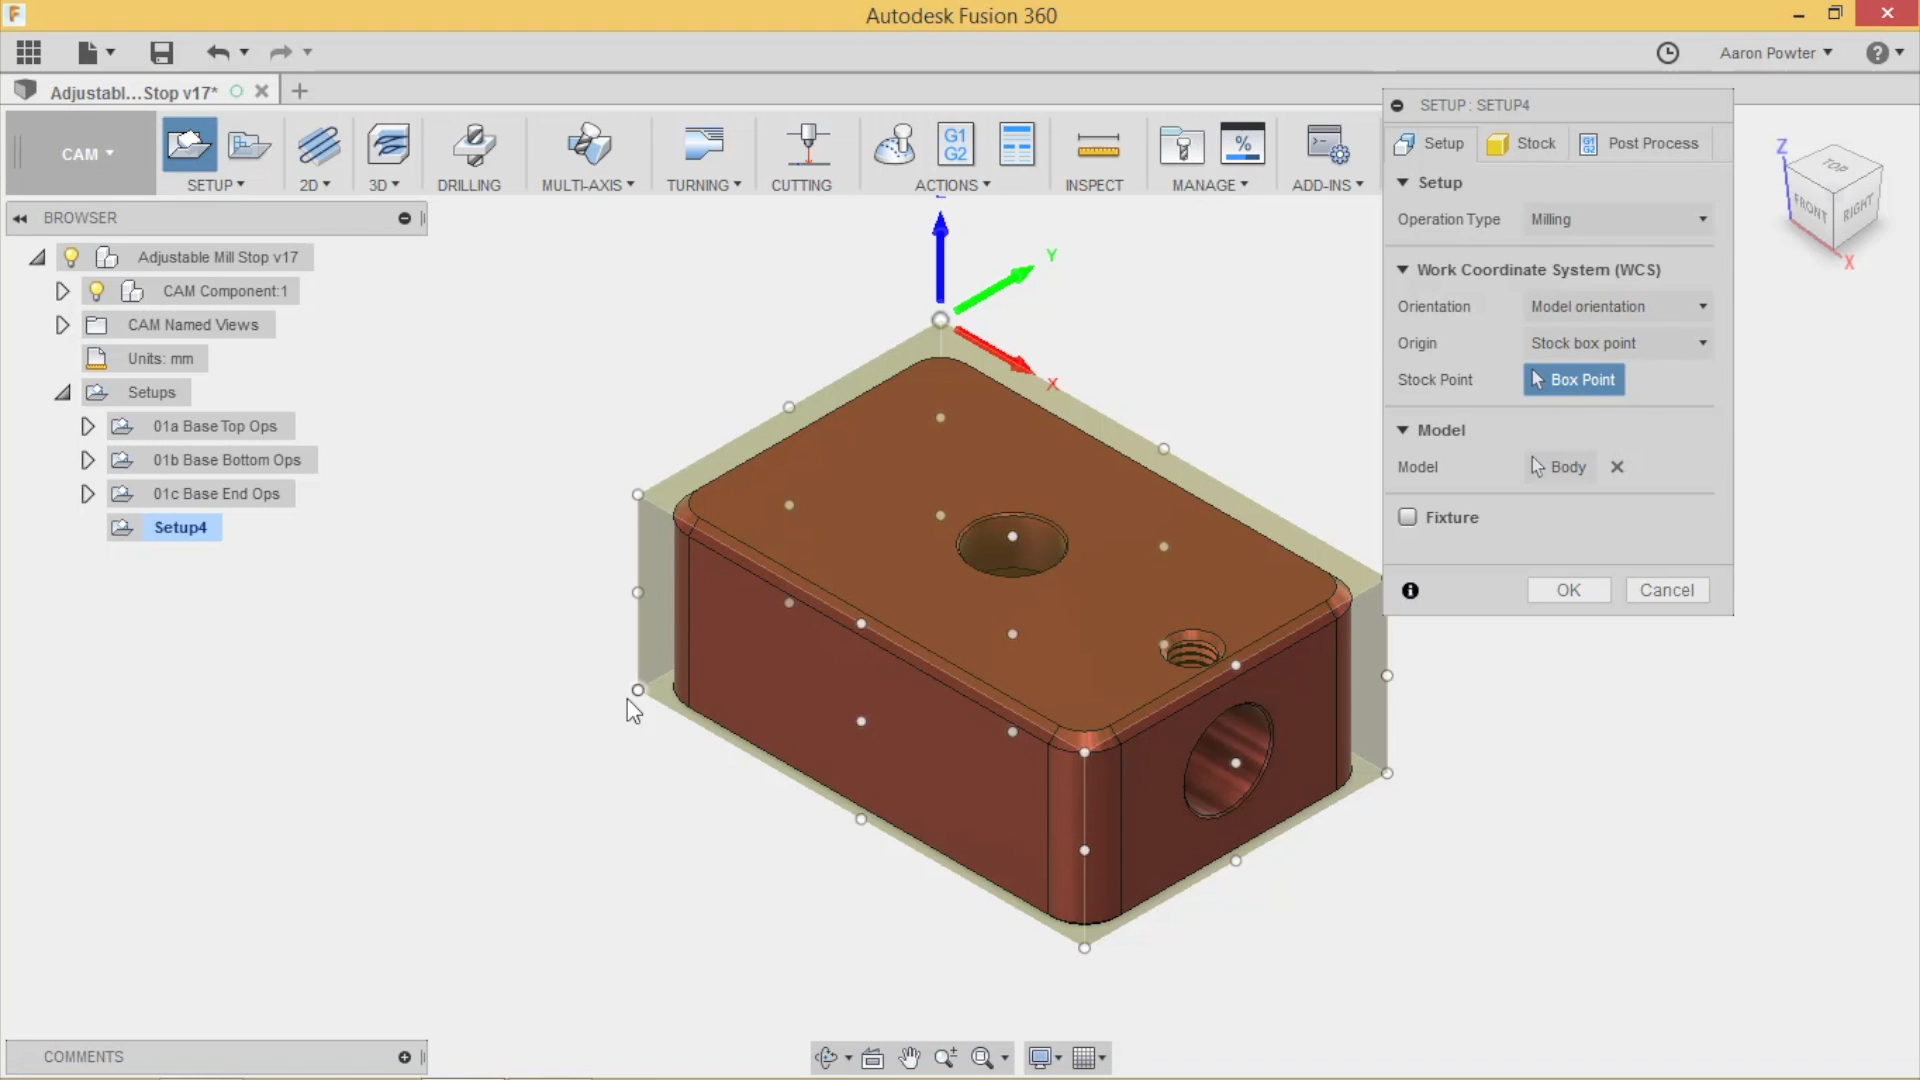 Autodesk Fusion 360
Aaron Powter
Adjustabl...Stop v17*
CAM
SETUP
2D
3D
DRILLING
MULTI-AXIS
TURNING
CUTTING
G1
G2
ACTIONS
INSPECT
%
MANAGE
ADD-INS
BROWSER
Adjustable Mill Stop v17
CAM Component:1
CAM Named Views
Units: mm
Setups
01a Base Top Ops
01b Base Bottom Ops
01c Base End Ops
Setup4
Y
X
SETUP : SETUP4
Setup
Stock
G1
G2
Post Process
Setup
Operation Type Milling
Work Coordinate System (WCS)
Orientation Model orientation
Origin Stock box point
Stock Point Box Point
Model
Model Body
Fixture
OK Cancel
Z
TOP
FRONT
RIGHT
X
COMMENTS